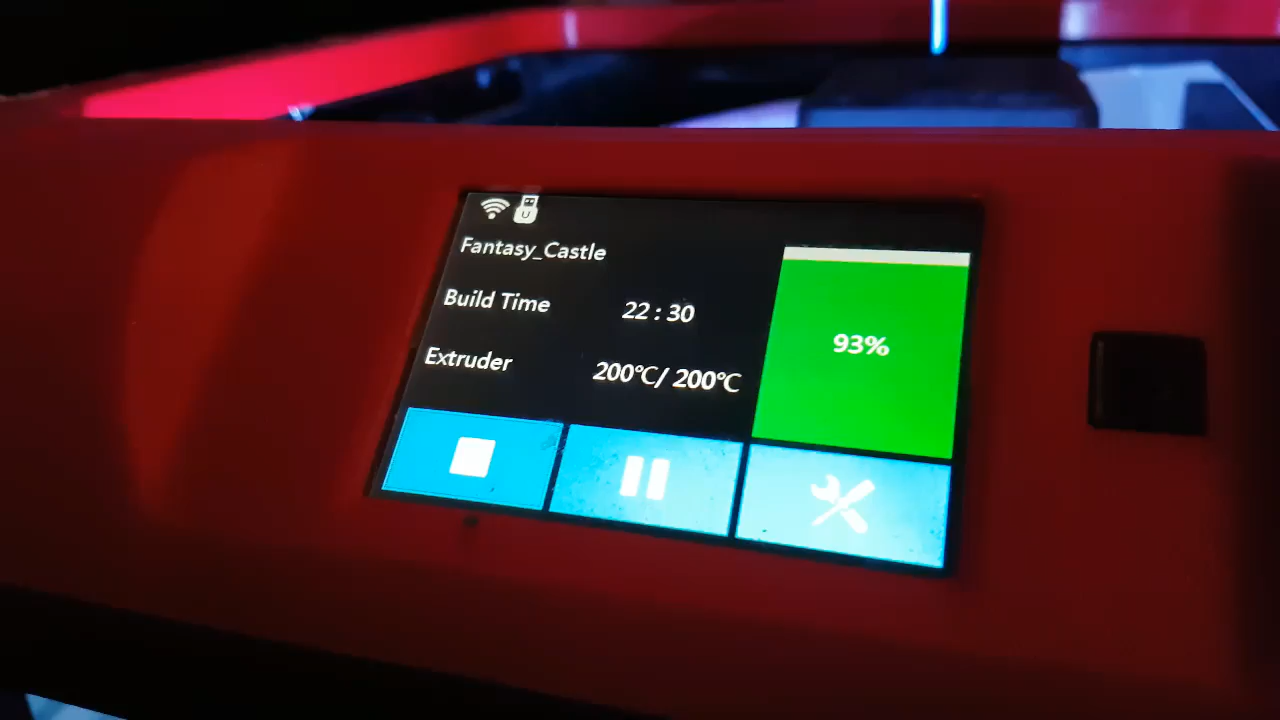 Fantasy_Castle
Build Time 22 : 30
Extruder 200℃/ 200℃
93%